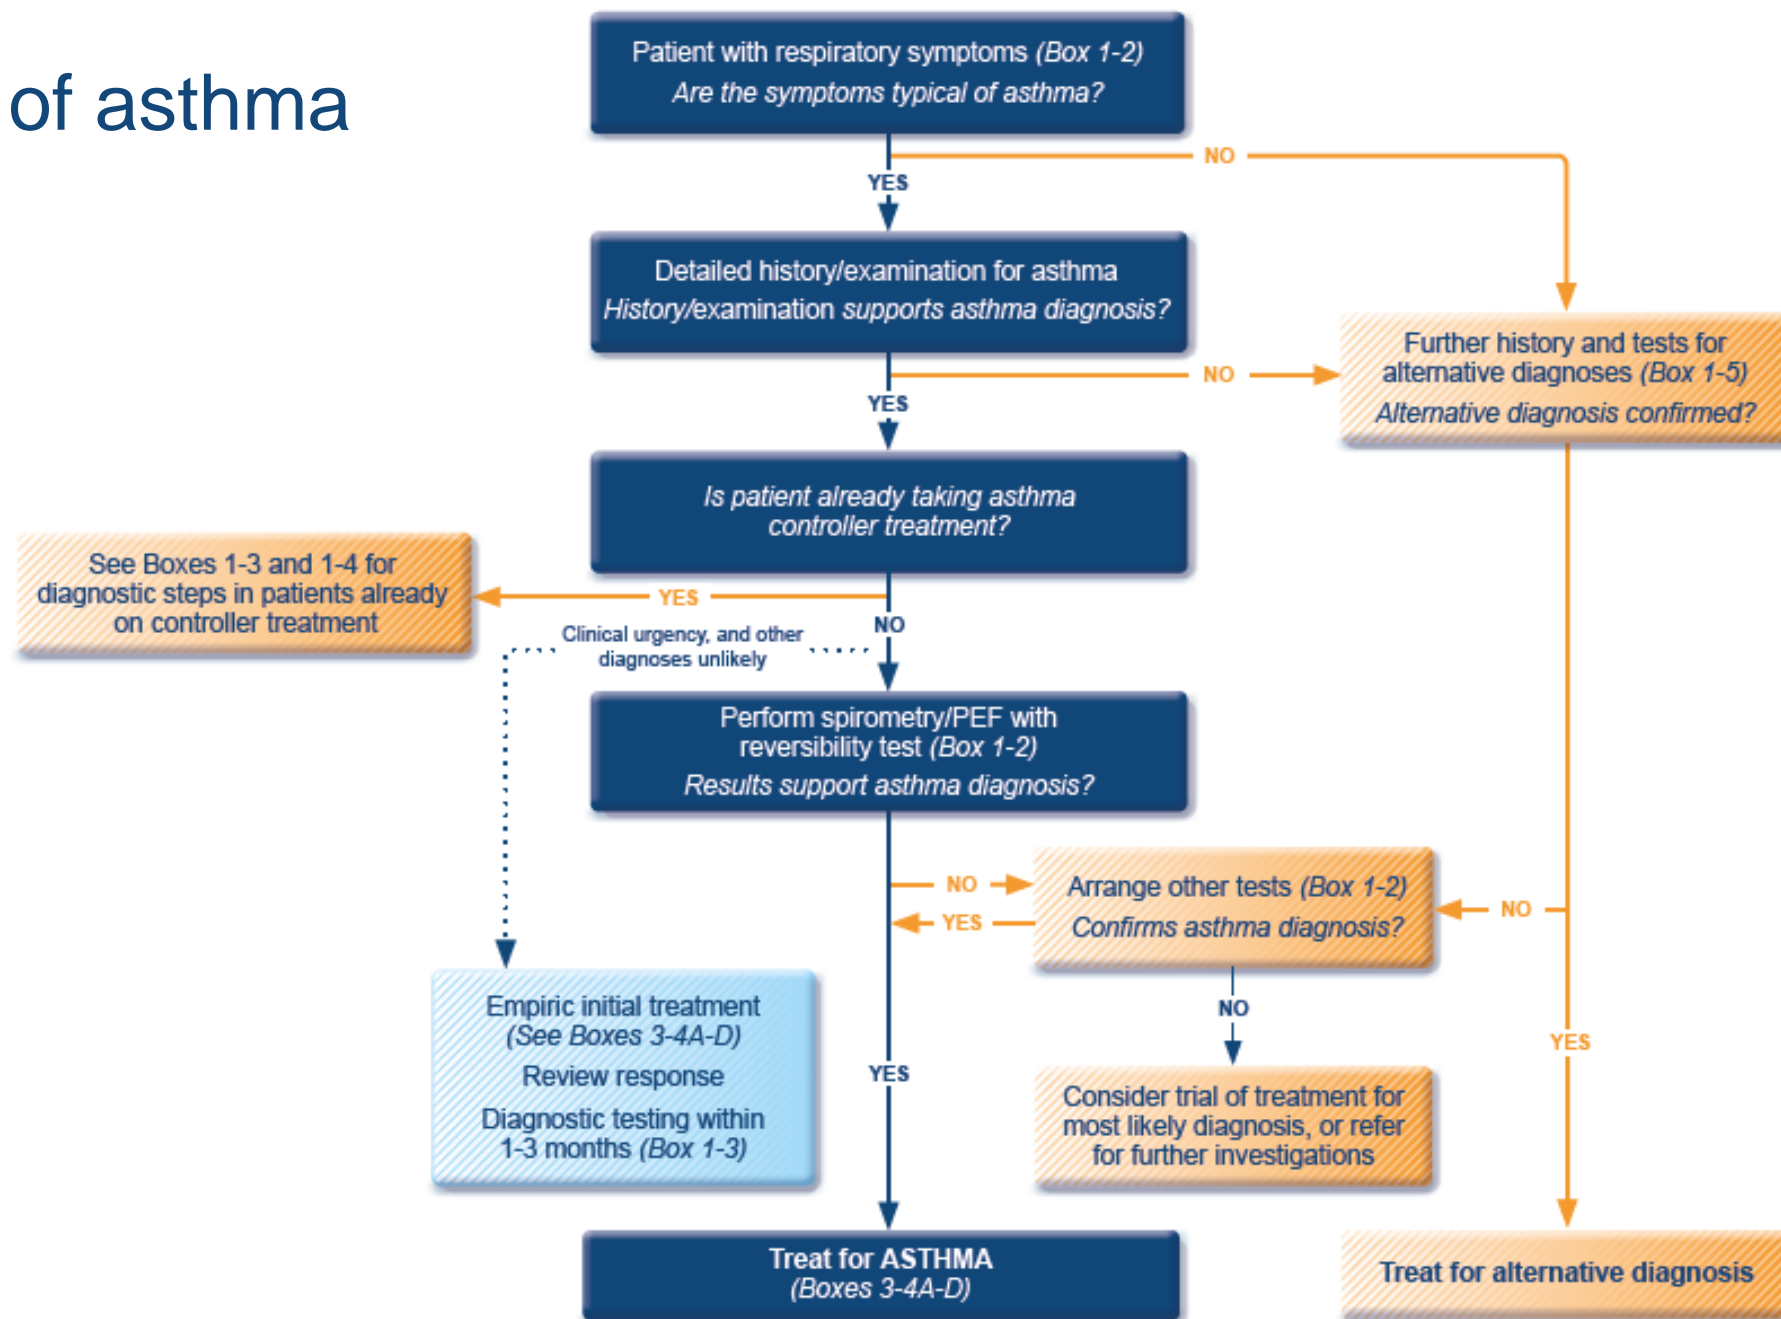 of asthma
Patient with respiratory symptoms (Box 1-2)
Are the symptoms typical of asthma?
NO
YES
Detailed history/examination for asthma
History/examination supports asthma diagnosis?
Further history and tests for
alternative diagnoses (Box 1-5)
Alternative diagnosis confirmed?
NO
YES
Is patient already taking asthma
controller treatment?
See Boxes 1-3 and 1-4 for
diagnostic steps in patients already
on controller treatment
YES
NO
Clinical urgency, and other
diagnoses unlikely
Perform spirometry/PEF with
reversibility test (Box 1-2)
Results support asthma diagnosis?
NO
YES
Arrange other tests (Box 1-2)
Confirms asthma diagnosis?
NO
Empiric initial treatment
(See Boxes 3-4A-D)
Review response
Diagnostic testing within
1-3 months (Box 1-3)
NO
YES
YES
Consider trial of treatment for
most likely diagnosis, or refer
for further investigations
Treat for ASTHMA
(Boxes 3-4A-D)
Treat for alternative diagnosis